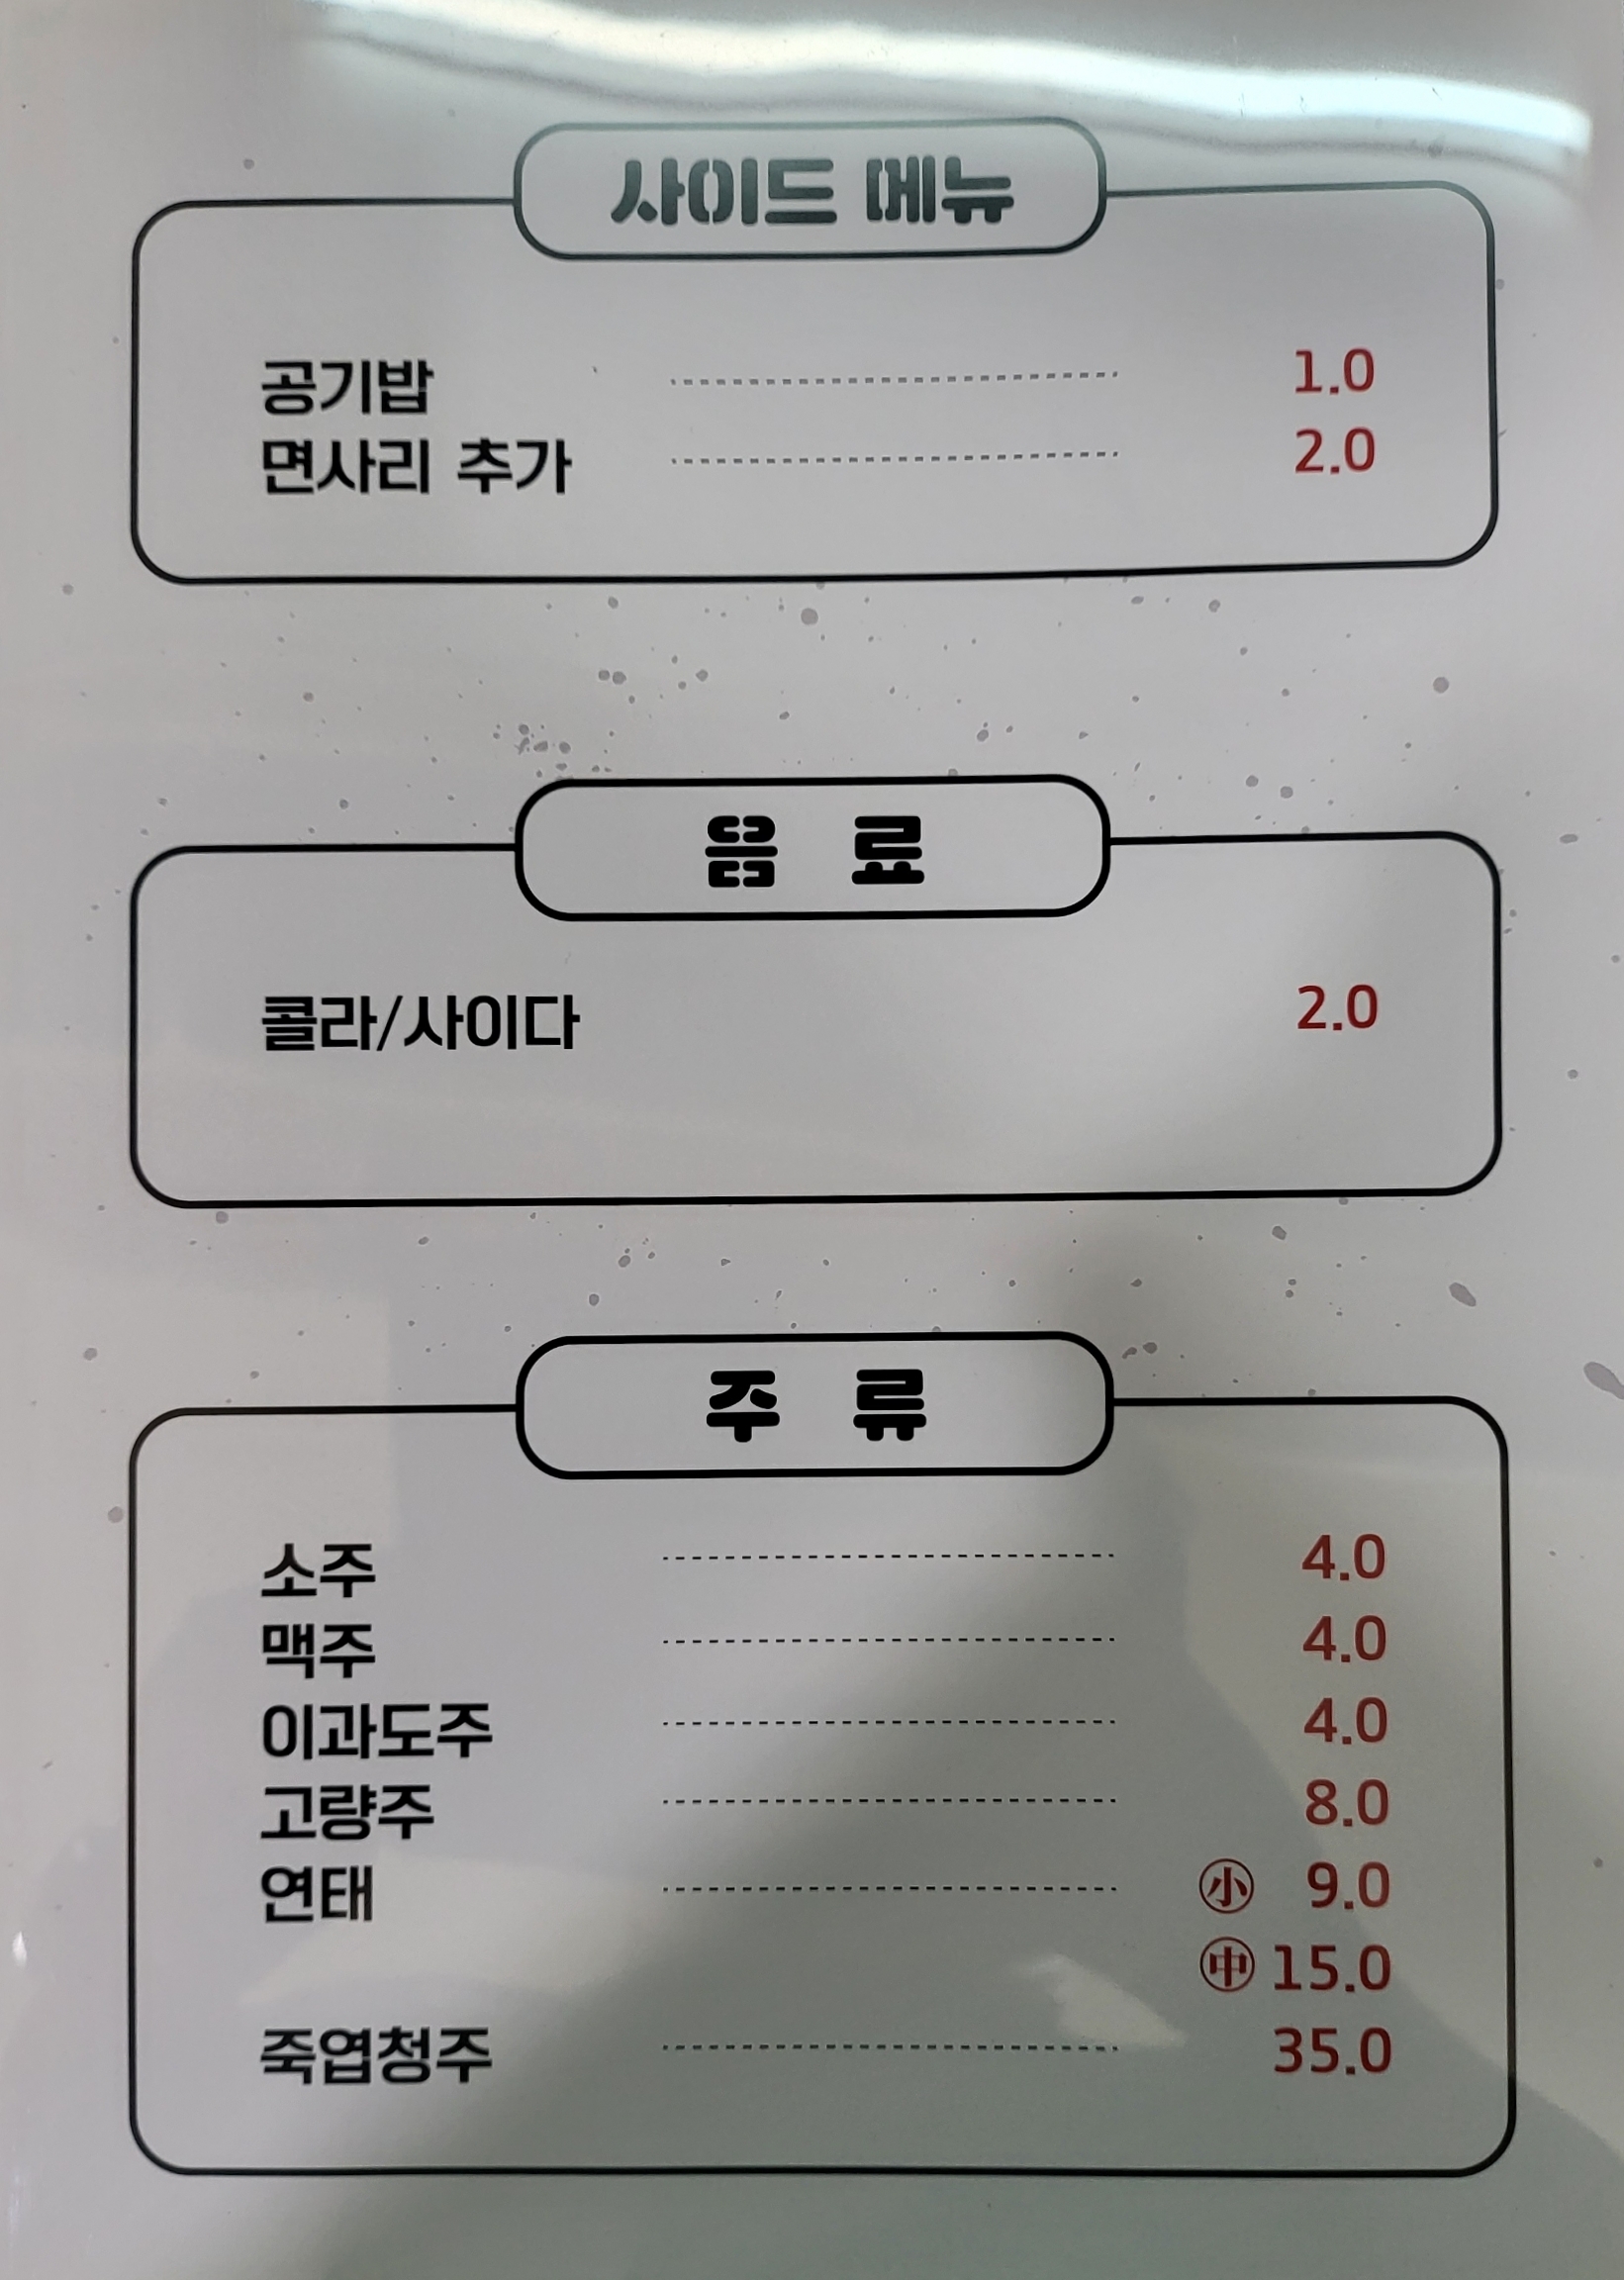 사이드 메뉴
공기밥 1.0
면사리 추가 2.0
음 료
콜라/사이다 2.0
주 류
소주 4.0
맥주 4.0
이과도주 4.0
고량주 8.0
연태 ㊥小 9.0
㊥ 15.0
죽엽청주 35.0